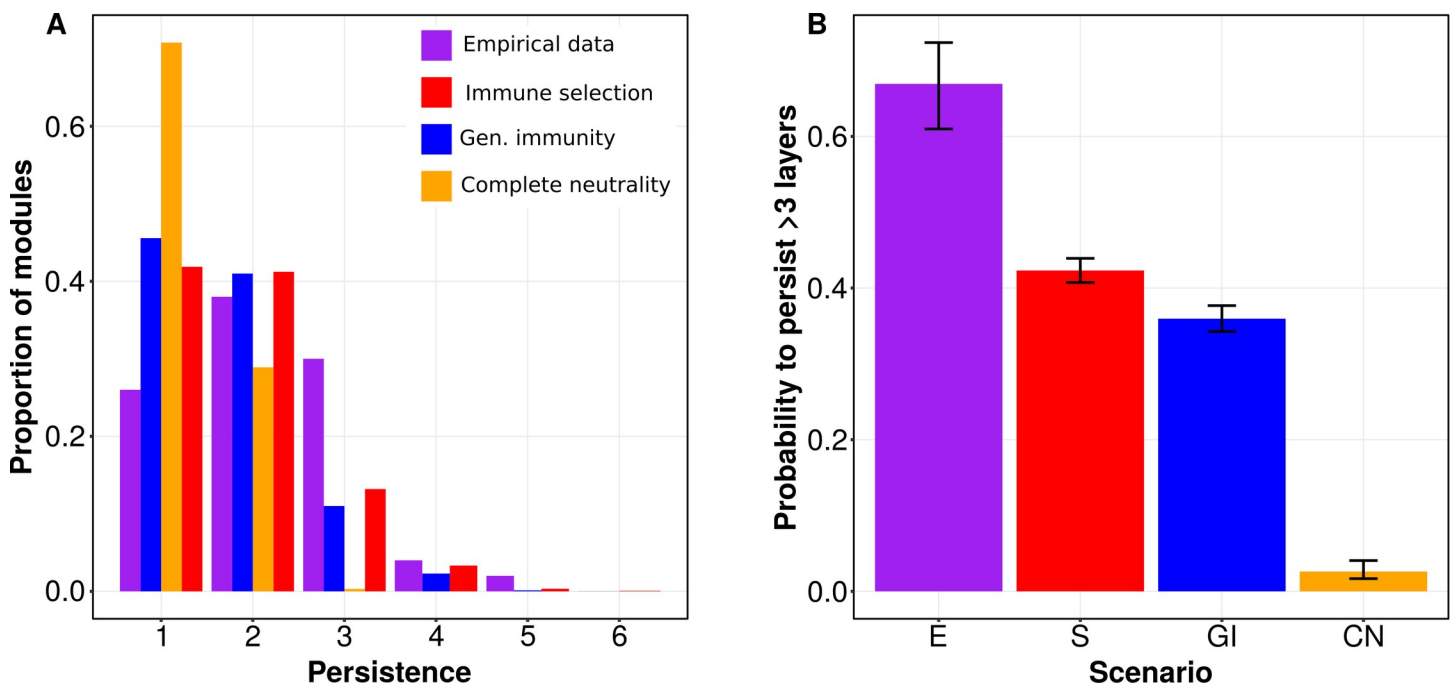 A
Empirical data
Immune selection
Gen. immunity
Complete neutrality
Proportion of modules
0.6
0.4
0.2
0.0
1 2 3 4 5 6
Persistence
B
Probability to persist >3 layers
0.6
0.4
0.2
0.0
E S GI CN
Scenario